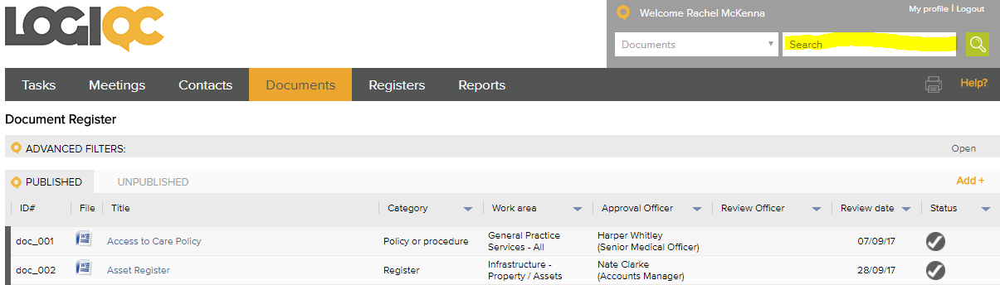 LOGIQC
Welcome Rachel McKenna
My profile | Logout
Documents
Search
Tasks
Meetings
Contacts
Documents
Registers
Reports
Help?
Document Register
ADVANCED FILTERS:
Open
PUBLISHED
UNPUBLISHED
Add +
ID#
File
Title
Category
Work area
Approval Officer
Review Officer
Review date
Status
doc_001
Access to Care Policy
Policy or procedure
General Practice
Services - All
Harper Whitley
(Senior Medical Officer)
07/09/17
doc_002
Asset Register
Register
Infrastructure -
Property / Assets
Nate Clarke
(Accounts Manager)
28/09/17